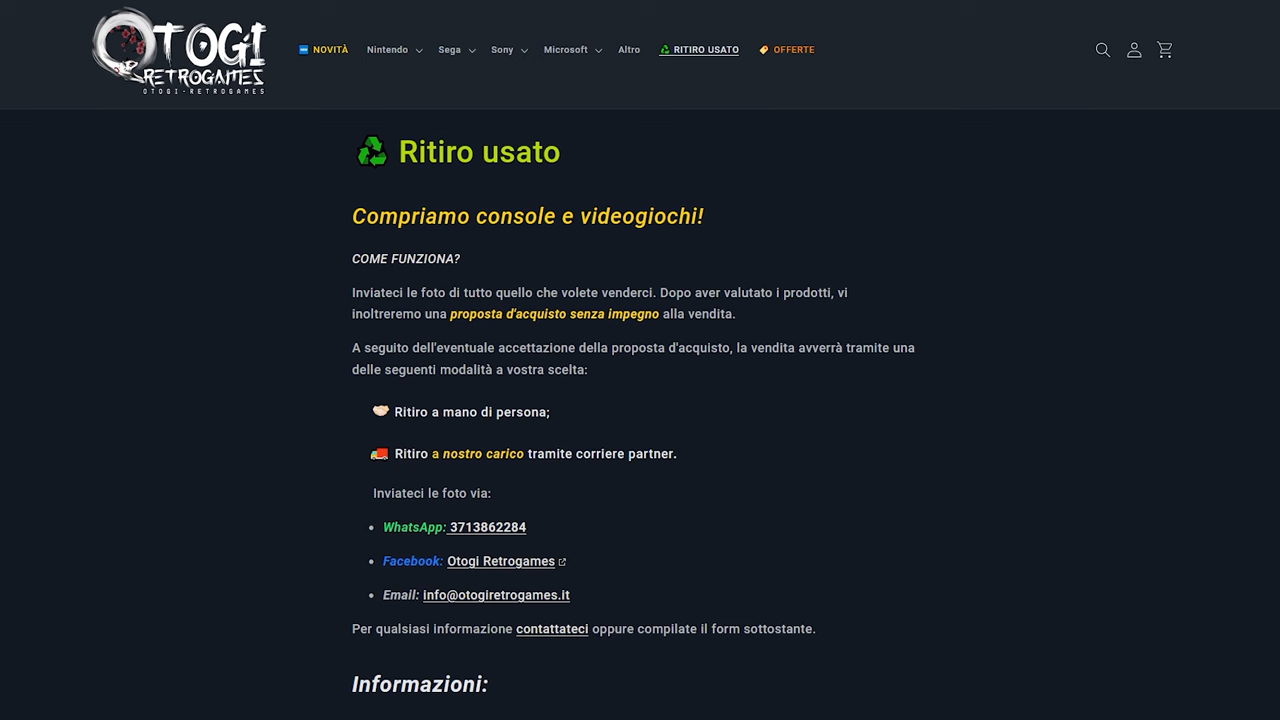 OTOGI
RETROGAMES
OTOGI-RETROGAMES
NOVITÀ Nintendo Sega Sony Microsoft Altro RITIRO USATO OFFERTE
Ritiro usato
Compriamo console e videogiochi!
COME FUNZIONA?
Inviateci le foto di tutto quello che volete venderci. Dopo aver valutato i prodotti, vi
inoltreremo una proposta d'acquisto senza impegno alla vendita.
A seguito dell'eventuale accettazione della proposta d'acquisto, la vendita avverrà tramite una
delle seguenti modalità a vostra scelta:
Ritiro a mano di persona;
Ritiro a nostro carico tramite corriere partner.
Inviateci le foto via:
• WhatsApp: 3713862284
• Facebook: Otogi Retrogames
• Email: info@otogiretrogames.it
Per qualsiasi informazione contattateci oppure compilate il form sottostante.
Informazioni: